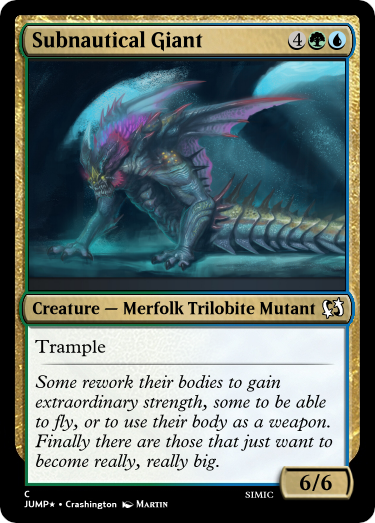 Subnautical Giant 4
Creature — Merfolk Trilobite Mutant
Trample
Some rework their bodies to gain
extraordinary strength, some to be able
to fly, or to use their body as a weapon.
Finally there are those that just want to
become really, really big.
6/6
C
JUMP★ • Crashington Martin
SIMIC